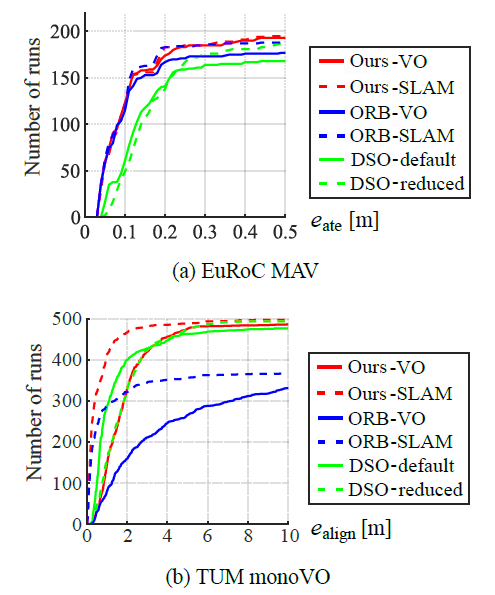 Number of runs
200
150
100
50
0
0 0.1 0.2 0.3 0.4 0.5
e_ate [m]
Ours-VO
Ours-SLAM
ORB-VO
ORB-SLAM
DSO-default
DSO-reduced
(a) EuRoC MAV
Number of runs
500
400
300
200
100
0
0 2 4 6 8 10
e_align [m]
Ours-VO
Ours-SLAM
ORB-VO
ORB-SLAM
DSO-default
DSO-reduced
(b) TUM monoVO